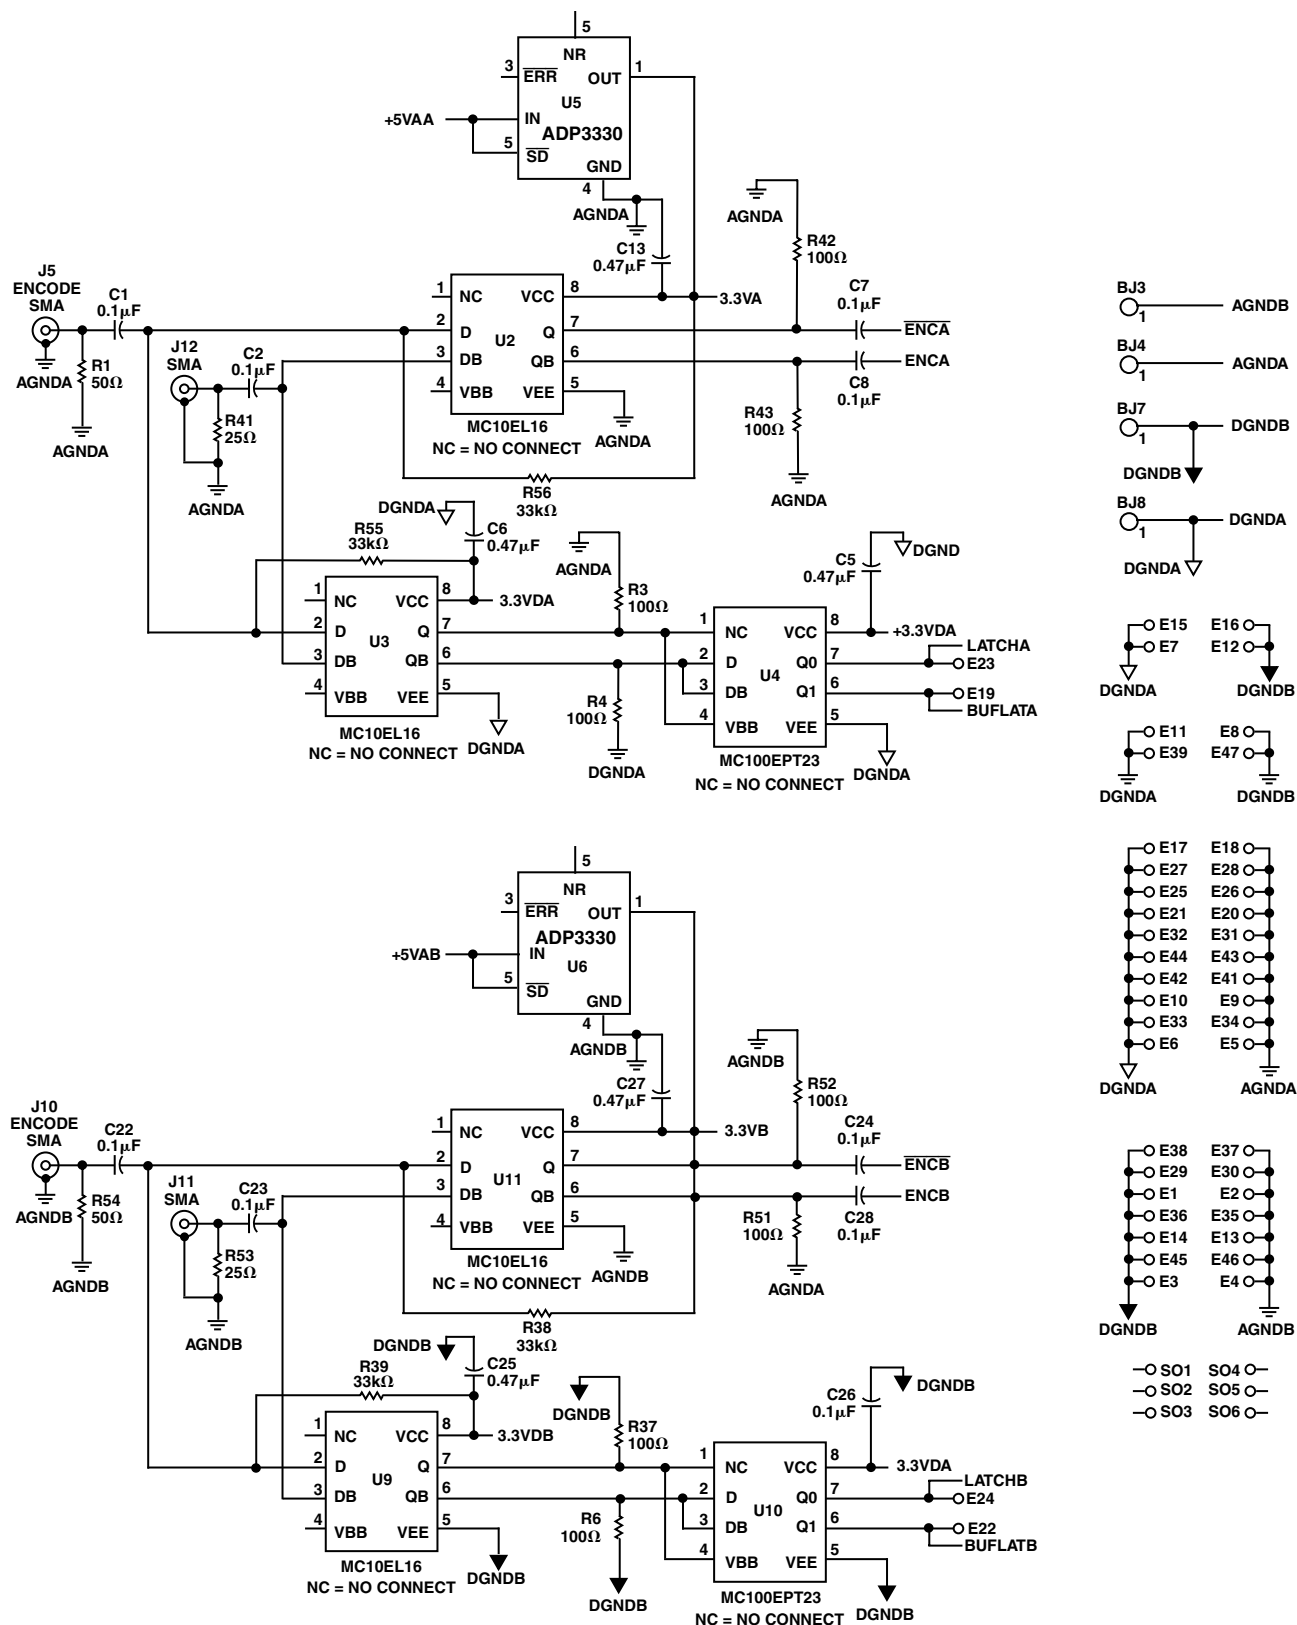 5
NR
3
ERR
OUT
1
U5
+5VAA
IN
ADP3330
5
SD
GND
4
AGNDA
C13
0.47µF
AGNDA
R42
100Ω
J5
ENCODE
SMA
C1
0.1µF
R1
50Ω
AGNDA
AGNDA
J12
SMA
C2
0.1µF
R41
25Ω
AGNDA
1
NC
VCC
8
3.3VA
2
D
Q
7
U2
3
DB
QB
6
4
VBB
VEE
5
MC10EL16
NC = NO CONNECT
AGNDA
C7
0.1µF
ENCA
ENCA
C8
0.1µF
R43
100Ω
AGNDA
R56
33kΩ
DGNDA
C6
0.47µF
R55
33kΩ
1
NC
VCC
8
3.3VDA
2
D
Q
7
U3
3
DB
QB
6
4
VBB
VEE
5
MC10EL16
NC = NO CONNECT
DGNDA
AGNDA
R3
100Ω
R4
100Ω
DGNDA
C5
0.47µF
DGND
1
NC
VCC
8
+3.3VDA
2
D
Q0
7
LATCHA
E23
U4
3
DB
Q1
6
E19
BUFLATA
4
VBB
VEE
5
MC100EPT23
NC = NO CONNECT
DGNDA
BJ3
1
AGNDB
BJ4
1
AGNDA
BJ7
1
DGNDB
DGNDB
BJ8
1
DGNDA
DGNDA
E15 E16
E7 E12
DGNDA DGNDB
E11 E8
E39 E47
DGNDA DGNDB
E17 E18
E27 E28
E25 E26
E21 E20
E32 E31
E44 E43
E42 E41
E10 E9
E33 E34
E6 E5
DGNDA AGNDA
E38 E37
E29 E30
E1 E2
E36 E35
E14 E13
E45 E46
E3 E4
DGNDB AGNDB
SO1 SO4
SO2 SO5
SO3 SO6
5
NR
3
ERR
OUT
1
ADP3330
+5VAB
IN
U6
5
SD
GND
4
AGNDB
C27
0.47µF
AGNDB
R52
100Ω
J10
ENCODE
SMA
C22
0.1µF
R54
50Ω
AGNDB
AGNDB
J11
SMA
C23
0.1µF
R53
25Ω
AGNDB
1
NC
VCC
8
3.3VB
2
D
Q
7
U11
3
DB
QB
6
4
VBB
VEE
5
MC10EL16
NC = NO CONNECT
AGNDB
C24
0.1µF
ENCB
ENCB
C28
0.1µF
R51
100Ω
AGNDA
R38
33kΩ
DGNDB
C25
0.47µF
R39
33kΩ
1
NC
VCC
8
3.3VDB
2
D
Q
7
U9
3
DB
QB
6
4
VBB
VEE
5
MC10EL16
NC = NO CONNECT
DGNDB
DGNDB
R37
100Ω
R6
100Ω
DGNDB
C26
0.1µF
DGNDB
1
NC
VCC
8
3.3VDA
2
D
Q0
7
LATCHB
E24
U10
3
DB
Q1
6
E22
BUFLATB
4
VBB
VEE
5
MC100EPT23
NC = NO CONNECT
DGNDB